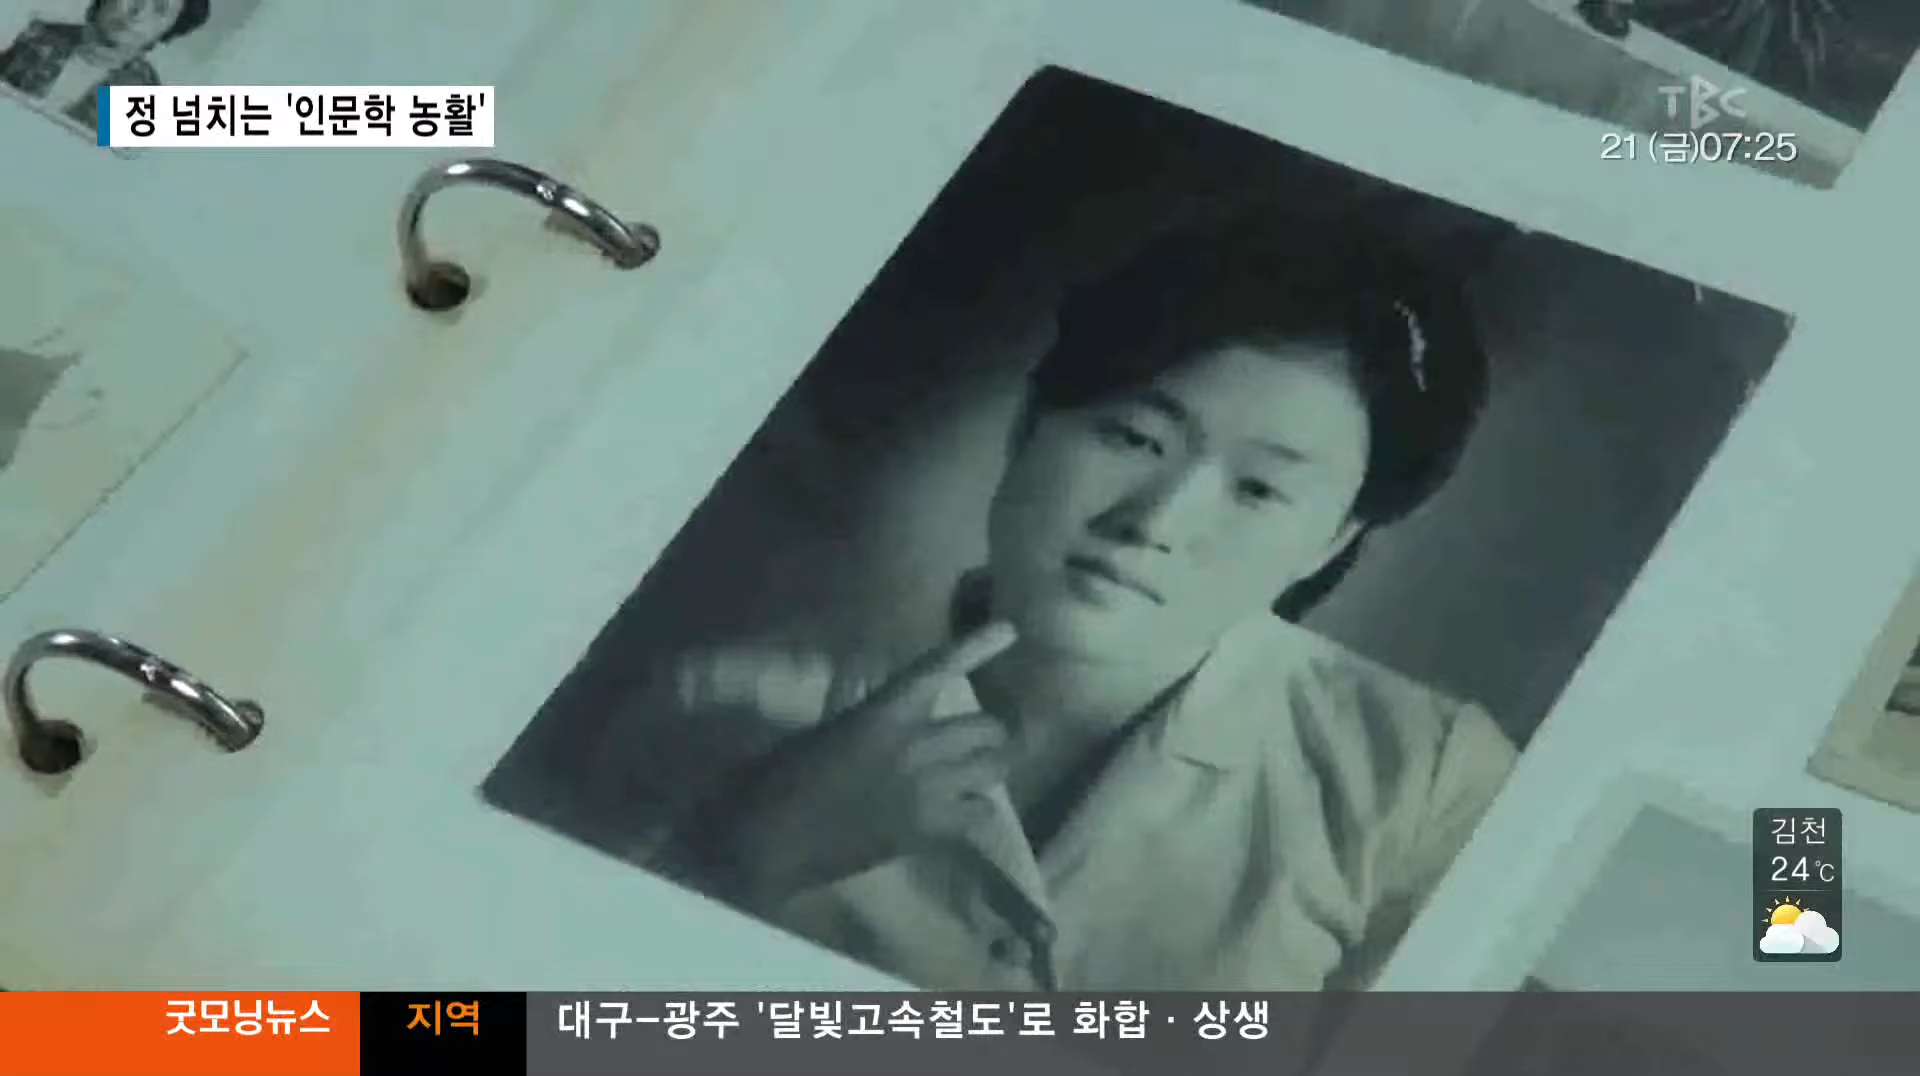 정 넘치는 '인문학 농활'
TBC
21 (금)07:25
김천
24℃
굿모닝뉴스
지역
대구-광주 '달빛고속철도'로 화합 · 상생